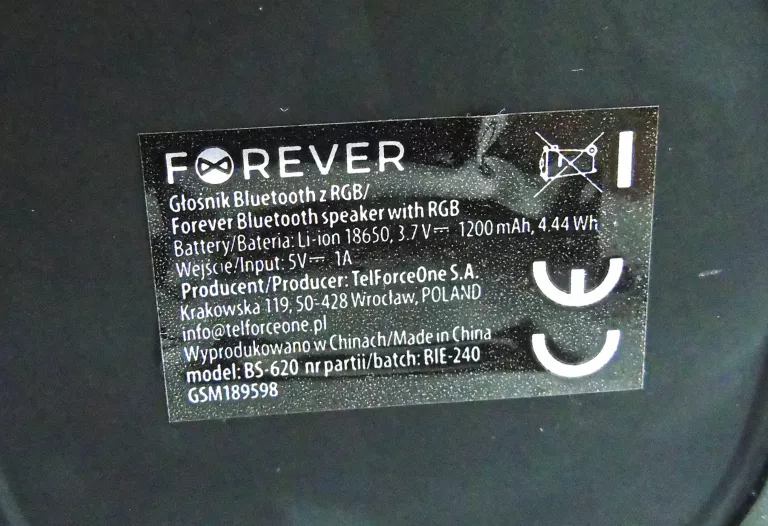 FOREVER
Głośnik Bluetooth z RGB/
Forever Bluetooth speaker with RGB
Battery/Bateria: Li-ion 18650, 3.7 V⎓ 1200 mAh, 4.44 Wh
Wejście/Input: 5V⎓ 1A
Producent/Producer: TelForceOne S.A.
Krakowska 119, 50-428 Wrocław, POLAND
info@telforceone.pl
Wyprodukowano w Chinach/Made in China
model: BS-620 nr partii/batch: RIE-240
GSM189598
CE